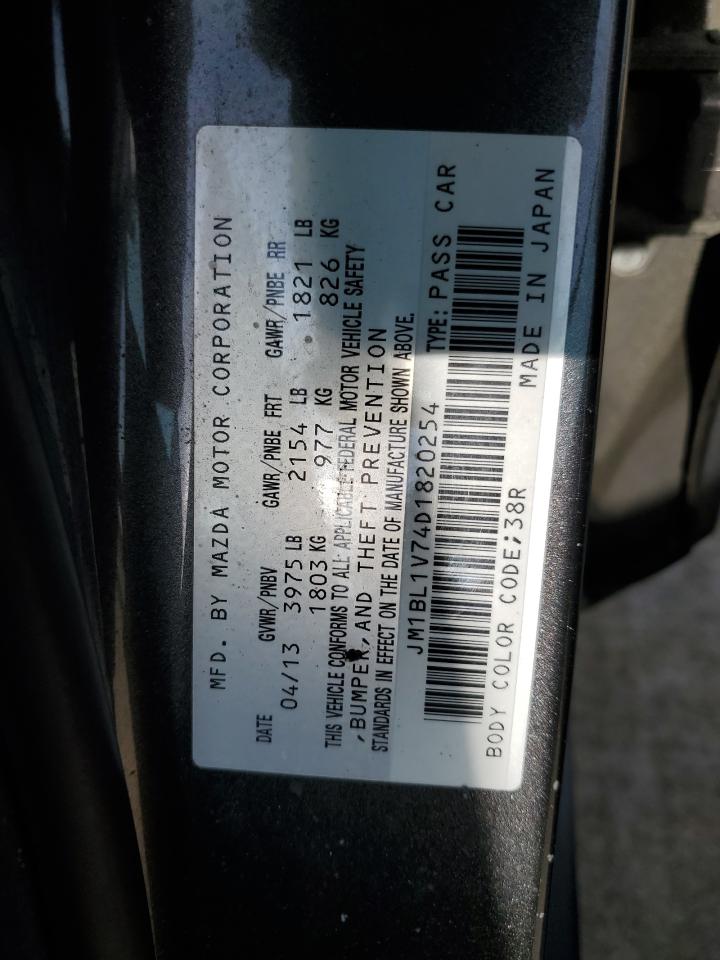 MFD. BY MAZDA MOTOR CORPORATION
DATE GVWR/PNBV GAWR/PNBE FRT GAWR/PNBE RR
04/13 3975 LB 2154 LB 1821 LB
1803 KG 977 KG 826 KG
THIS VEHICLE CONFORMS TO ALL APPLICABLE FEDERAL MOTOR VEHICLE SAFETY
,BUMPER, AND THEFT PREVENTION
STANDARDS IN EFFECT ON THE DATE OF MANUFACTURE SHOWN ABOVE.
JM1BL1V74D1820254 TYPE: PASS CAR
BODY COLOR CODE;38R MADE IN JAPAN